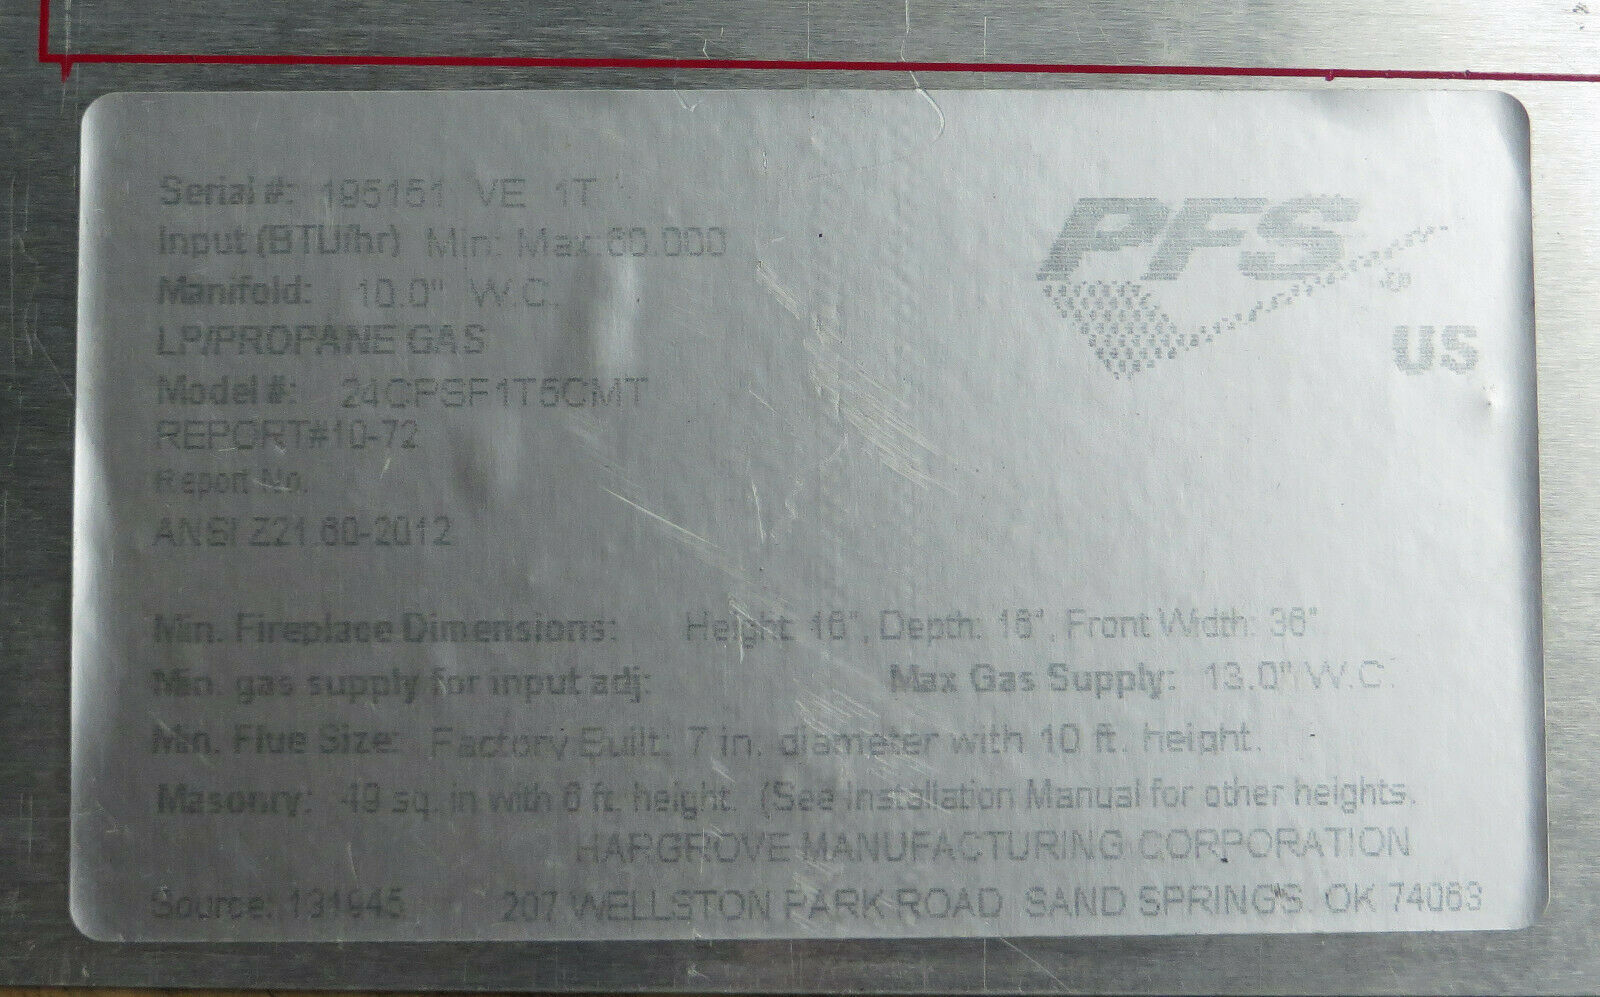 Serial #: 195151 VE 1T
PFS
Input (BTU/hr) Min: Max:60.000
Manifold: 10.0" W.C.
LP/PROPANE GAS
US
Model #: 24CPSF1T5CMT
REPORT#10-72
Report No.
ANSI Z21.60-2012
Min. Fireplace Dimensions: Height: 16", Depth: 16", Front Width: 36"
Min. gas supply for input adj: Max Gas Supply: 13.0" W.C.
Min. Flue Size: Factory Built: 7 in. diameter with 10 ft. height.
Masonry: 49 sq. in with 6 ft. height. (See Installation Manual for other heights.
HARGROVE MANUFACTURING CORPORATION
Source: 131945 207 WELLSTON PARK ROAD SAND SPRINGS OK 74063